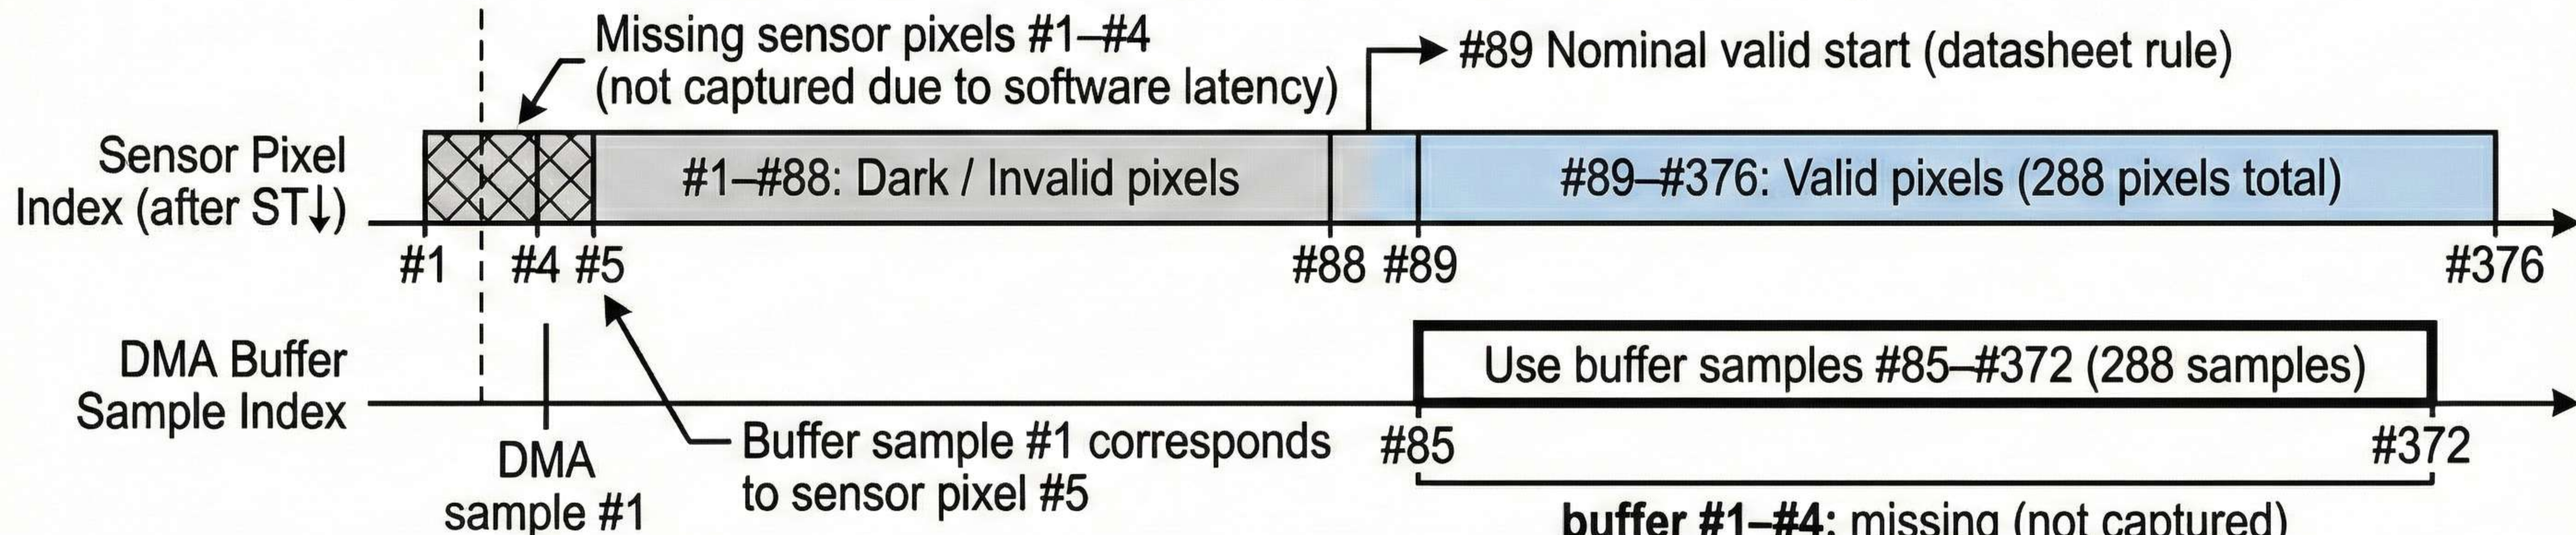 Missing sensor pixels #1–#4
(not captured due to software latency)
#89 Nominal valid start (datasheet rule)
Sensor Pixel
Index (after ST↓)
#1–#88: Dark / Invalid pixels
#89–#376: Valid pixels (288 pixels total)
#1
#4
#5
#88
#89
#376
DMA Buffer
Sample Index
Use buffer samples #85–#372 (288 samples)
DMA
sample #1
Buffer sample #1 corresponds
to sensor pixel #5
#85
#372
buffer #1–#4: missing (not captured)